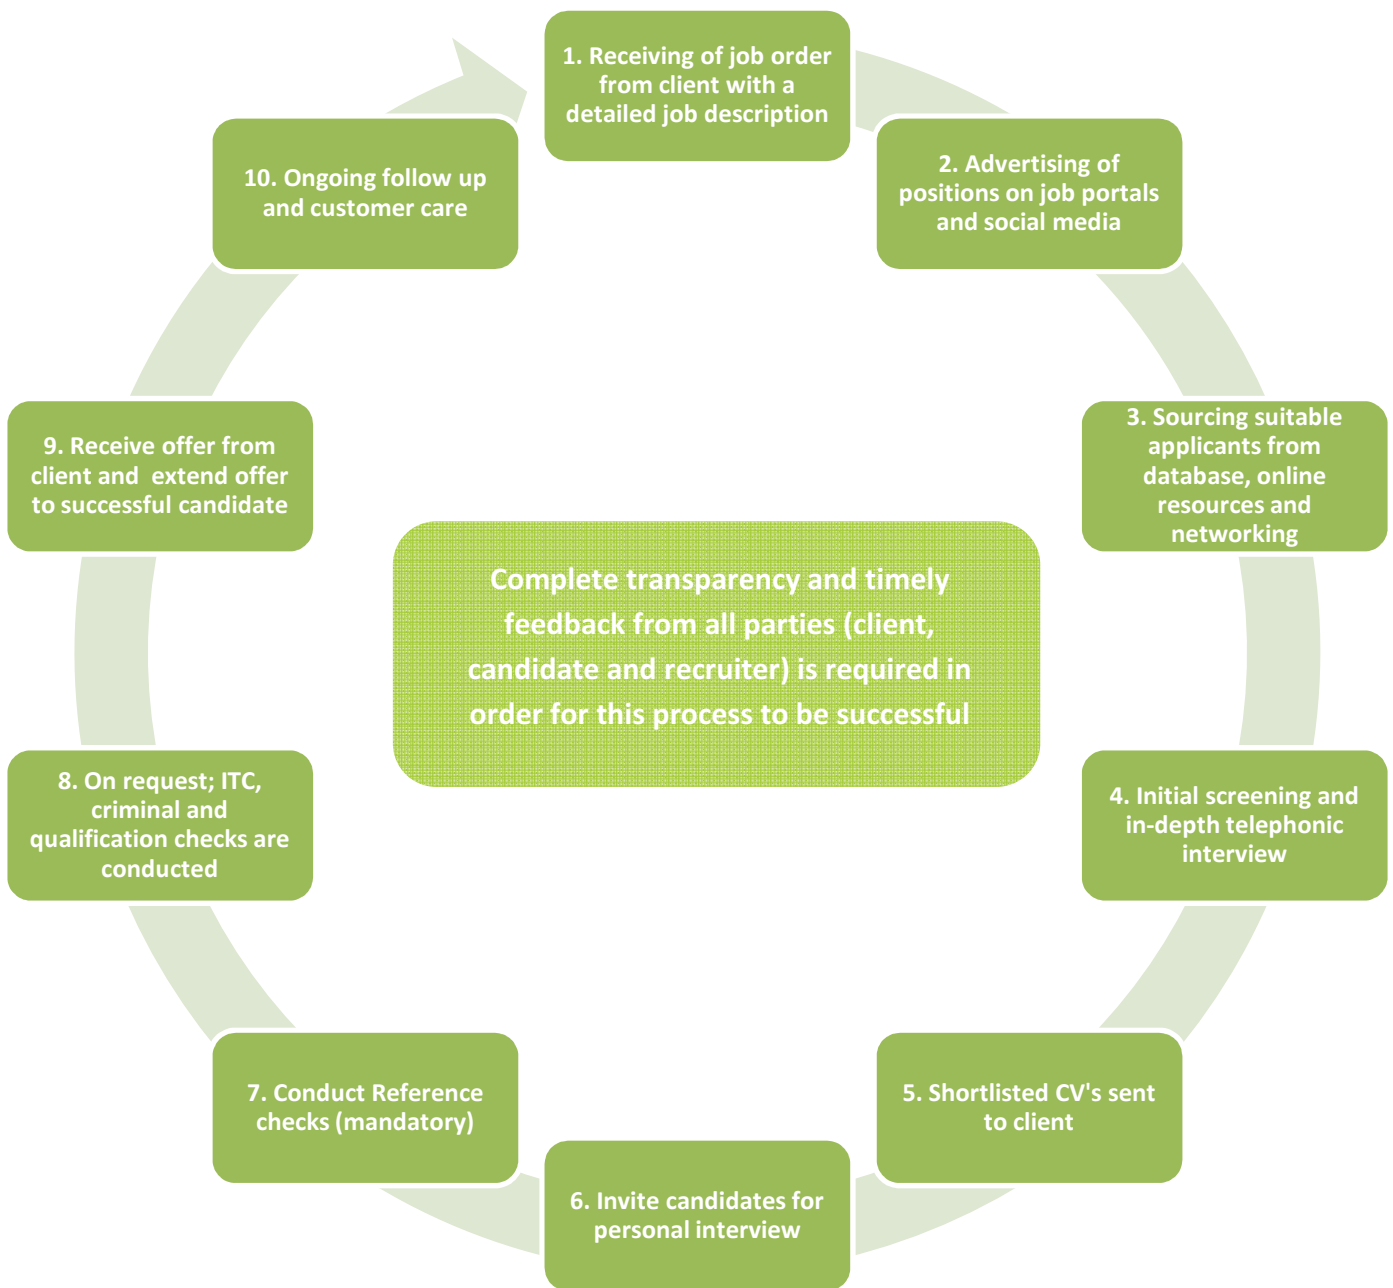 1. Receiving of job order
from client with a
detailed job description
2. Advertising of
positions on job portals
and social media
3. Sourcing suitable
applicants from
database, online
resources and
networking
4. Initial screening and
in-depth telephonic
interview
5. Shortlisted CV's sent
to client
6. Invite candidates for
personal interview
7. Conduct Reference
checks (mandatory)
8. On request; ITC,
criminal and
qualification checks are
conducted
9. Receive offer from
client and  extend offer
to successful candidate
10. Ongoing follow up
and customer care
Complete transparency and timely
feedback from all parties (client,
candidate and recruiter) is required in
order for this process to be successful